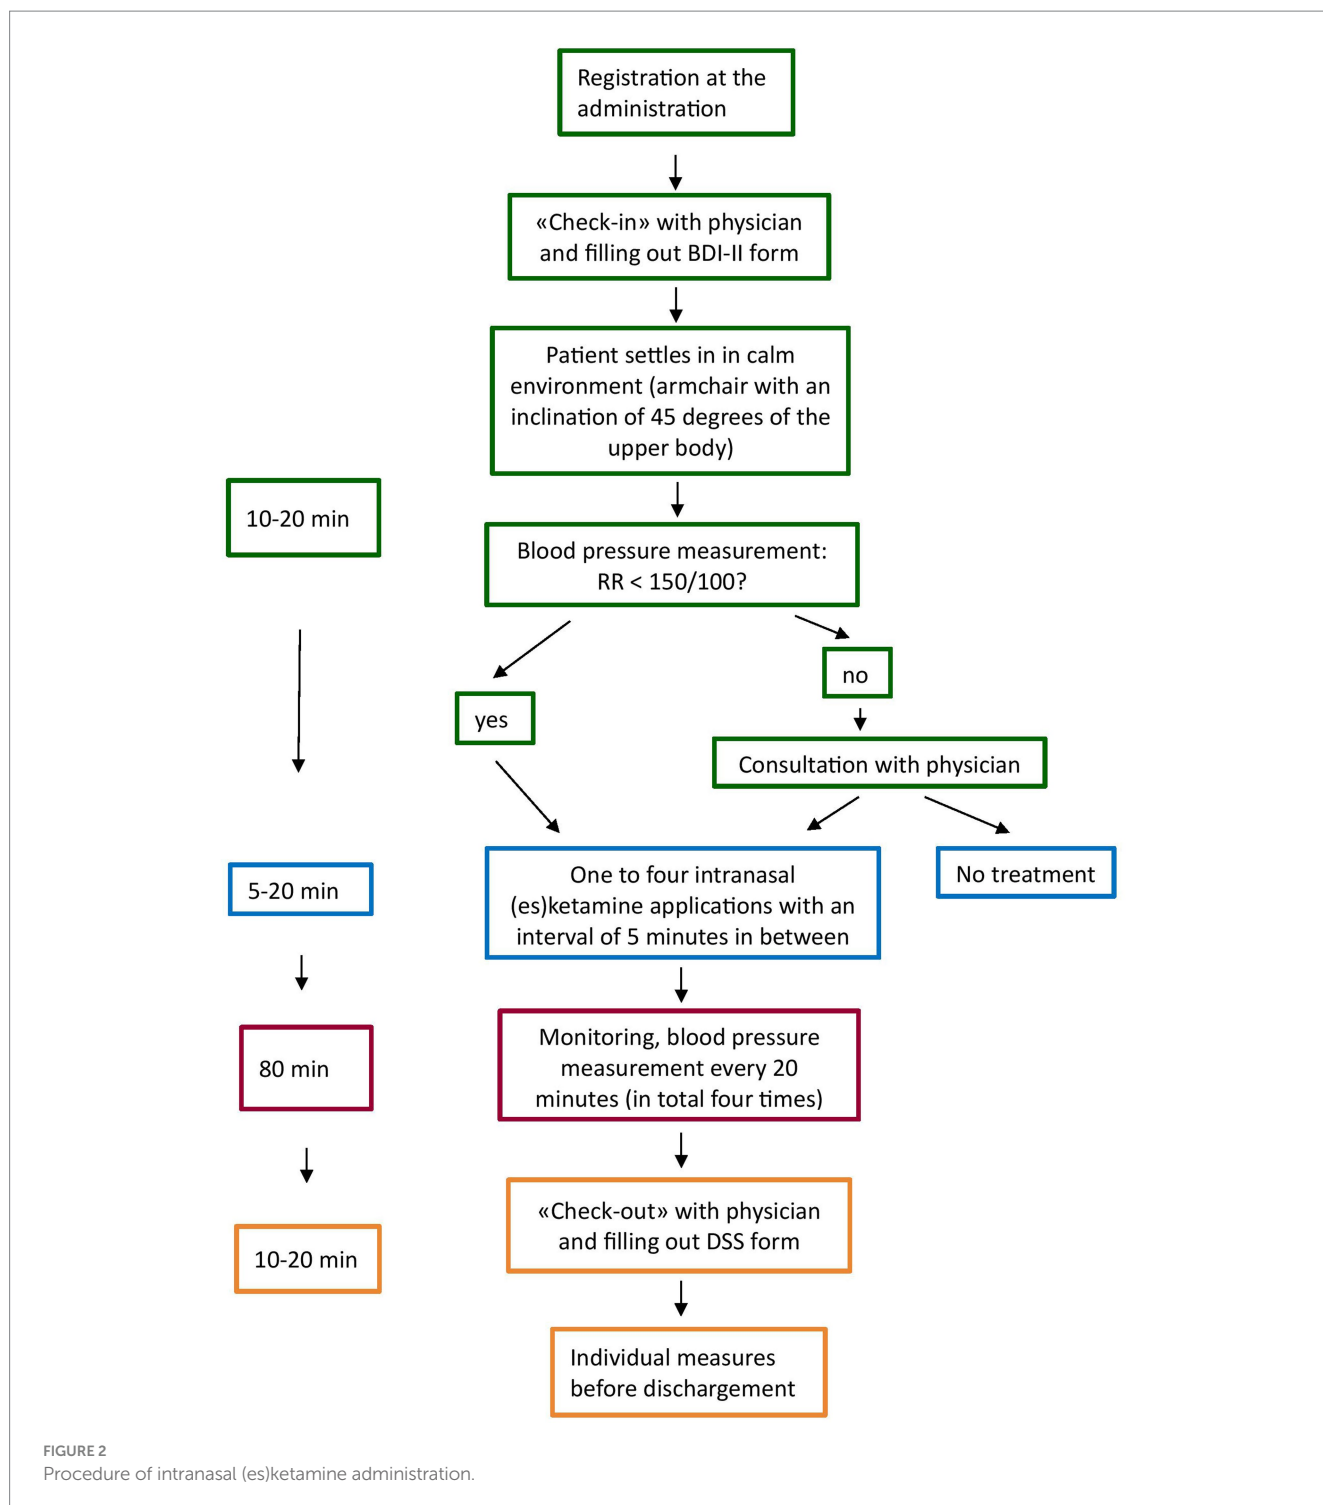 Registration at the
administration
«Check-in» with physician
and filling out BDI-II form
Patient settles in in calm
environment (armchair with an
inclination of 45 degrees of the
upper body)
10-20 min
Blood pressure measurement:
RR < 150/100?
no
yes
Consultation with physician
5-20 min
One to four intranasal
(es)ketamine applications with an
interval of 5 minutes in between
No treatment
80 min
Monitoring, blood pressure
measurement every 20
minutes (in total four times)
10-20 min
«Check-out» with physician
and filling out DSS form
Individual measures
before dischargement
FIGURE 2
Procedure of intranasal (es)ketamine administration.